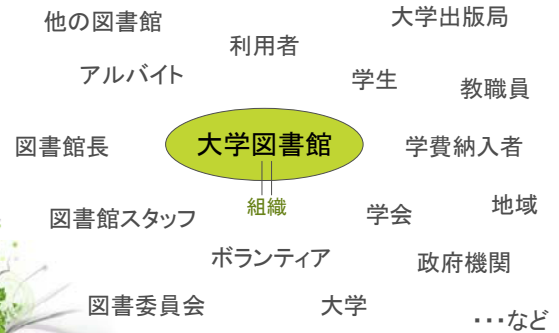 他の図書館
大学出版局
利用者
アルバイト
学生
教職員
図書館長
大学図書館
学費納入者
組織
図書館スタッフ
学会
地域
ボランティア
政府機関
図書委員会
大学
・・・など